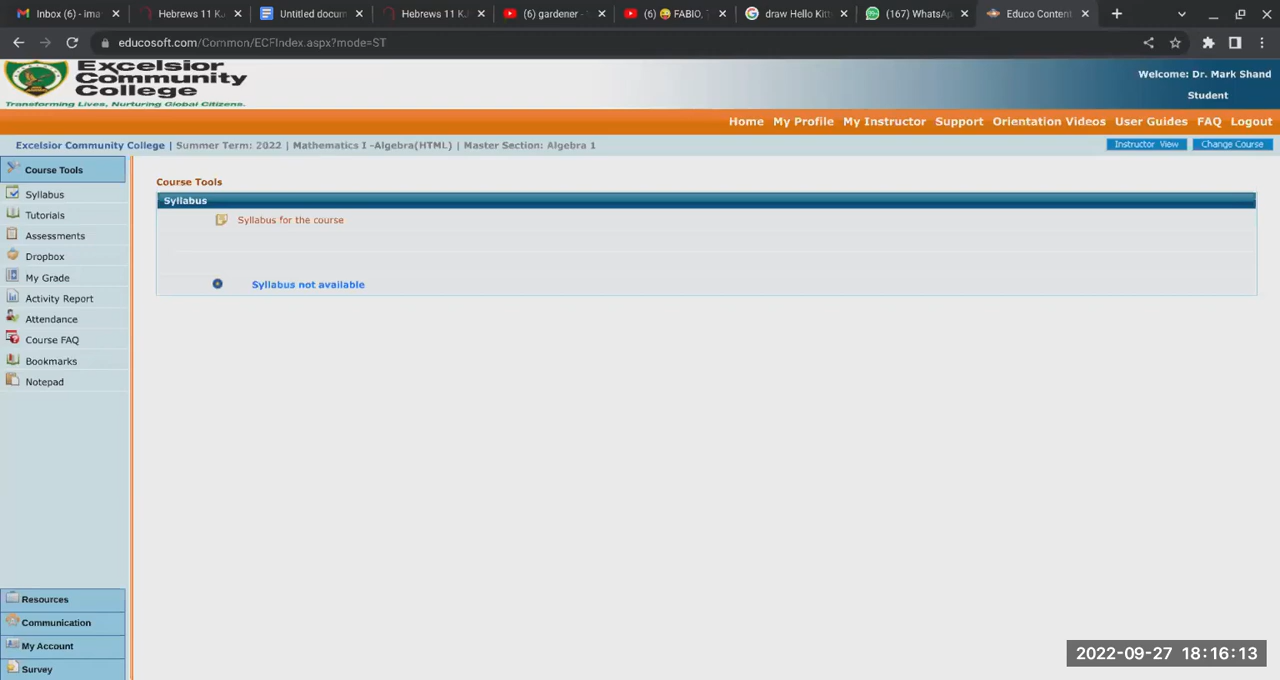 Inbox (6) - ima
Hebrews 11 KJ
Untitled docum
Hebrews 11 KJ
(6) gardener -
(6) 😜 FABIO,
draw Hello Kitt
(167) WhatsAp
Educo Content
educosoft.com/Common/ECFIndex.aspx?mode=ST
Excelsior
Community
College
Transforming Lives, Nurturing Global Citizens.
Welcome: Dr. Mark Shand
Student
Home My Profile My Instructor Support Orientation Videos User Guides FAQ Logout
Excelsior Community College | Summer Term: 2022 | Mathematics I -Algebra(HTML) | Master Section: Algebra 1
Instructor View Change Course
Course Tools
Syllabus
Tutorials
Assessments
Dropbox
My Grade
Activity Report
Attendance
Course FAQ
Bookmarks
Notepad
Resources
Communication
My Account
Survey
Course Tools
Syllabus
Syllabus for the course
Syllabus not available
2022-09-27 18:16:13